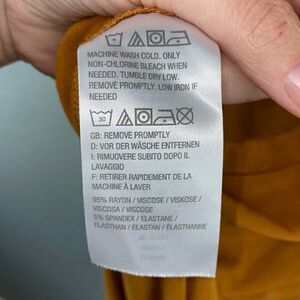 MACHINE WASH COLD. ONLY
NON-CHLORINE BLEACH WHEN
NEEDED. TUMBLE DRY LOW.
REMOVE PROMPTLY. LOW IRON IF
NEEDED
30
GB: REMOVE PROMPTLY
D: VOR DER WÄSCHE ENTFERNEN
I: RIMUOVERE SUBITO DOPO IL
LAVAGGIO
F: RETIRER RAPIDEMENT DE LA
MACHINE À LAVER
95% RAYON / VISCOSE / VISKOSE /
VISCOSA / VISCOSE
5% SPANDEX / ELASTANE /
ELASTHAN / ELASTAN / ÉLASTHANNE